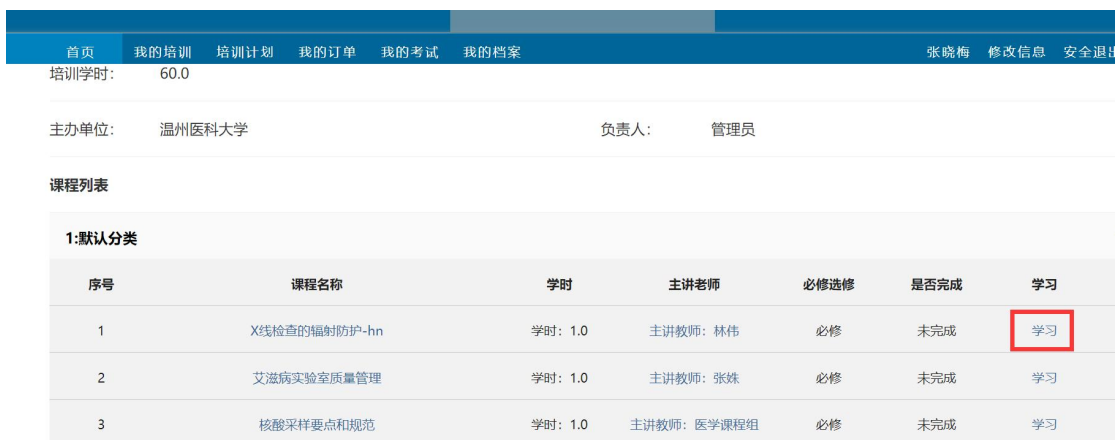 首页 我的培训 培训计划 我的订单 我的考试 我的档案 张晓梅 修改信息 安全退出
培训学时： 60.0
主办单位： 温州医科大学 负责人： 管理员
课程列表
1:默认分类
序号 课程名称 学时 主讲老师 必修选修 是否完成 学习
1 X线检查的辐射防护-hn 学时：1.0 主讲教师：林伟 必修 未完成 学习
2 艾滋病实验室质量管理 学时：1.0 主讲教师：张姝 必修 未完成 学习
3 核酸采样要点和规范 学时：1.0 主讲教师：医学课程组 必修 未完成 学习